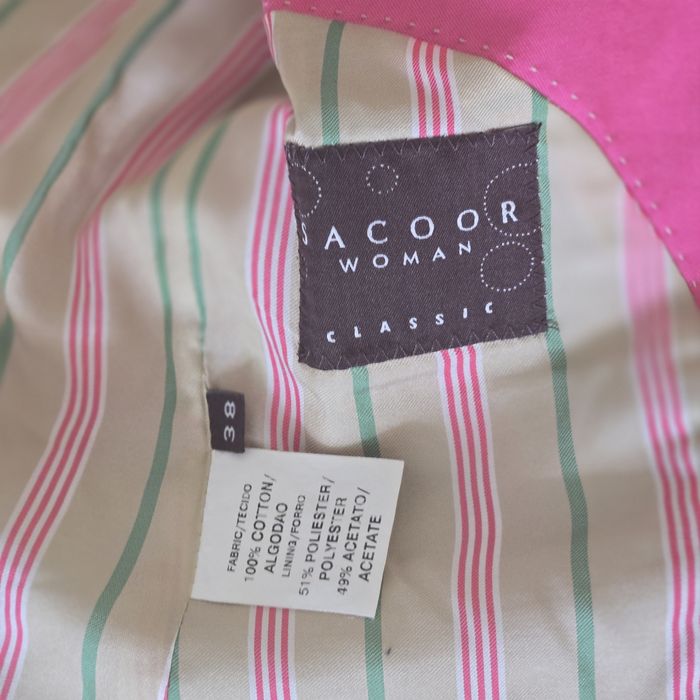 SACOOR
WOMAN
CLASSIC
38
FABRIC/TECIDO
100% COTTON/
ALGODAO
LINING/FORRO
51% POLIESTER/
POLYESTER
49% ACETATO/
ACETATE